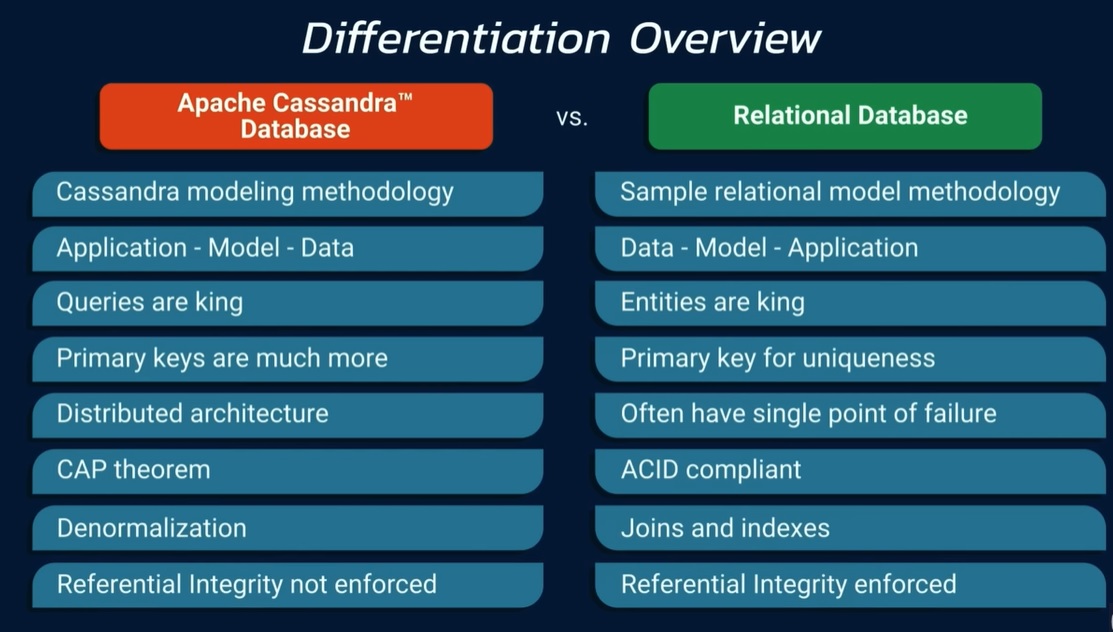 Differentiation Overview
Apache Cassandra™
Database
vs.
Relational Database
Cassandra modeling methodology
Sample relational model methodology
Application - Model - Data
Data - Model - Application
Queries are king
Entities are king
Primary keys are much more
Primary key for uniqueness
Distributed architecture
Often have single point of failure
CAP theorem
ACID compliant
Denormalization
Joins and indexes
Referential Integrity not enforced
Referential Integrity enforced